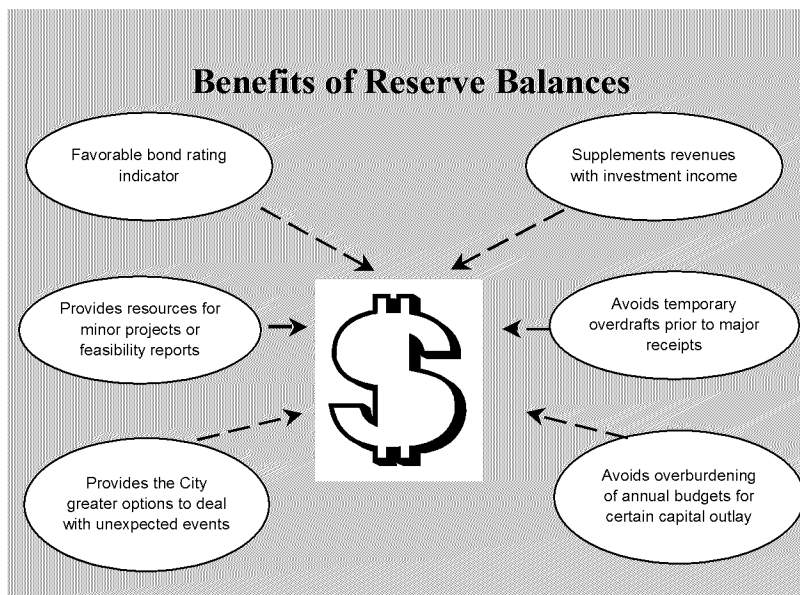 Benefits of Reserve Balances
Favorable bond rating
indicator
Supplements revenues
with investment income
Provides resources for
minor projects or
feasibility reports
Avoids temporary
overdrafts prior to major
receipts
Provides the City
greater options to deal
with unexpected events
Avoids overburdening
of annual budgets for
certain capital outlay
$